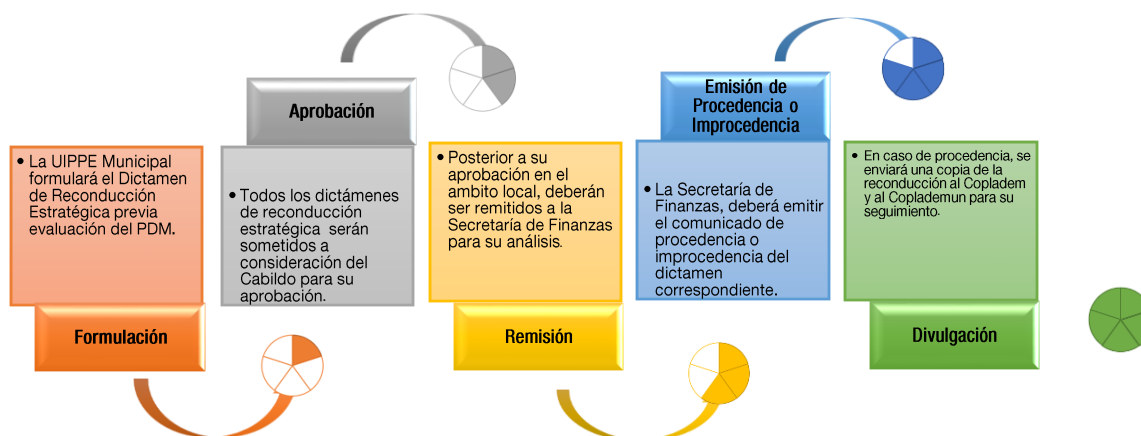 • La UIPPE Municipal
formulará el Dictamen
de Reconducción
Estratégica previa
evaluación del PDM.
Formulación
Aprobación
• Todos los dictámenes
de reconducción
estratégica serán
sometidos a
consideración del
Cabildo para su
aprobación.
• Posterior a su
aprobación en el
ambito local, deberán
ser remitidos a la
Secretaría de Finanzas
para su análisis.
Remisión
Emisión de
Procedencia o
Improcedencia
• La Secretaría de
Finanzas, deberá emitir
el comunicado de
procedencia o
improcedencia del
dictamen
correspondiente.
• En caso de procedencia, se
enviará una copia de la
reconducción al Copladem
y al Coplademun para su
seguimiento.
Divulgación